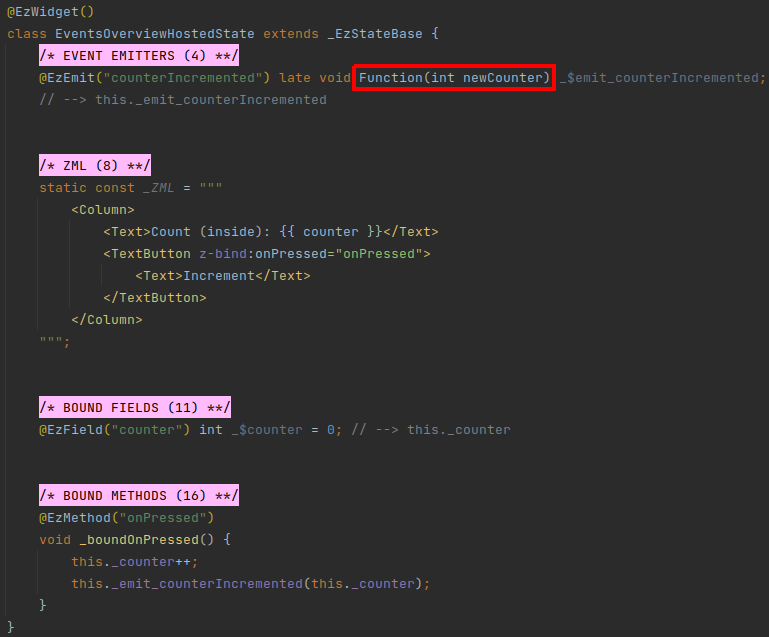 @EzWidget()
class EventsOverviewHostedState extends _EzStateBase {
/* EVENT EMITTERS (4) **/
@EzEmit("counterIncremented") late void Function(int newCounter) _$emit_counterIncremented;
// --> this._emit_counterIncremented
/* ZML (8) **/
static const _ZML = """
<Column>
<Text>Count (inside): {{ counter }}</Text>
<TextButton z-bind:onPressed="onPressed">
<Text>Increment</Text>
</TextButton>
</Column>
""";
/* BOUND FIELDS (11) **/
@EzField("counter") int _$counter = 0; // --> this._counter
/* BOUND METHODS (16) **/
@EzMethod("onPressed")
void _boundOnPressed() {
this._counter++;
this._emit_counterIncremented(this._counter);
}
}